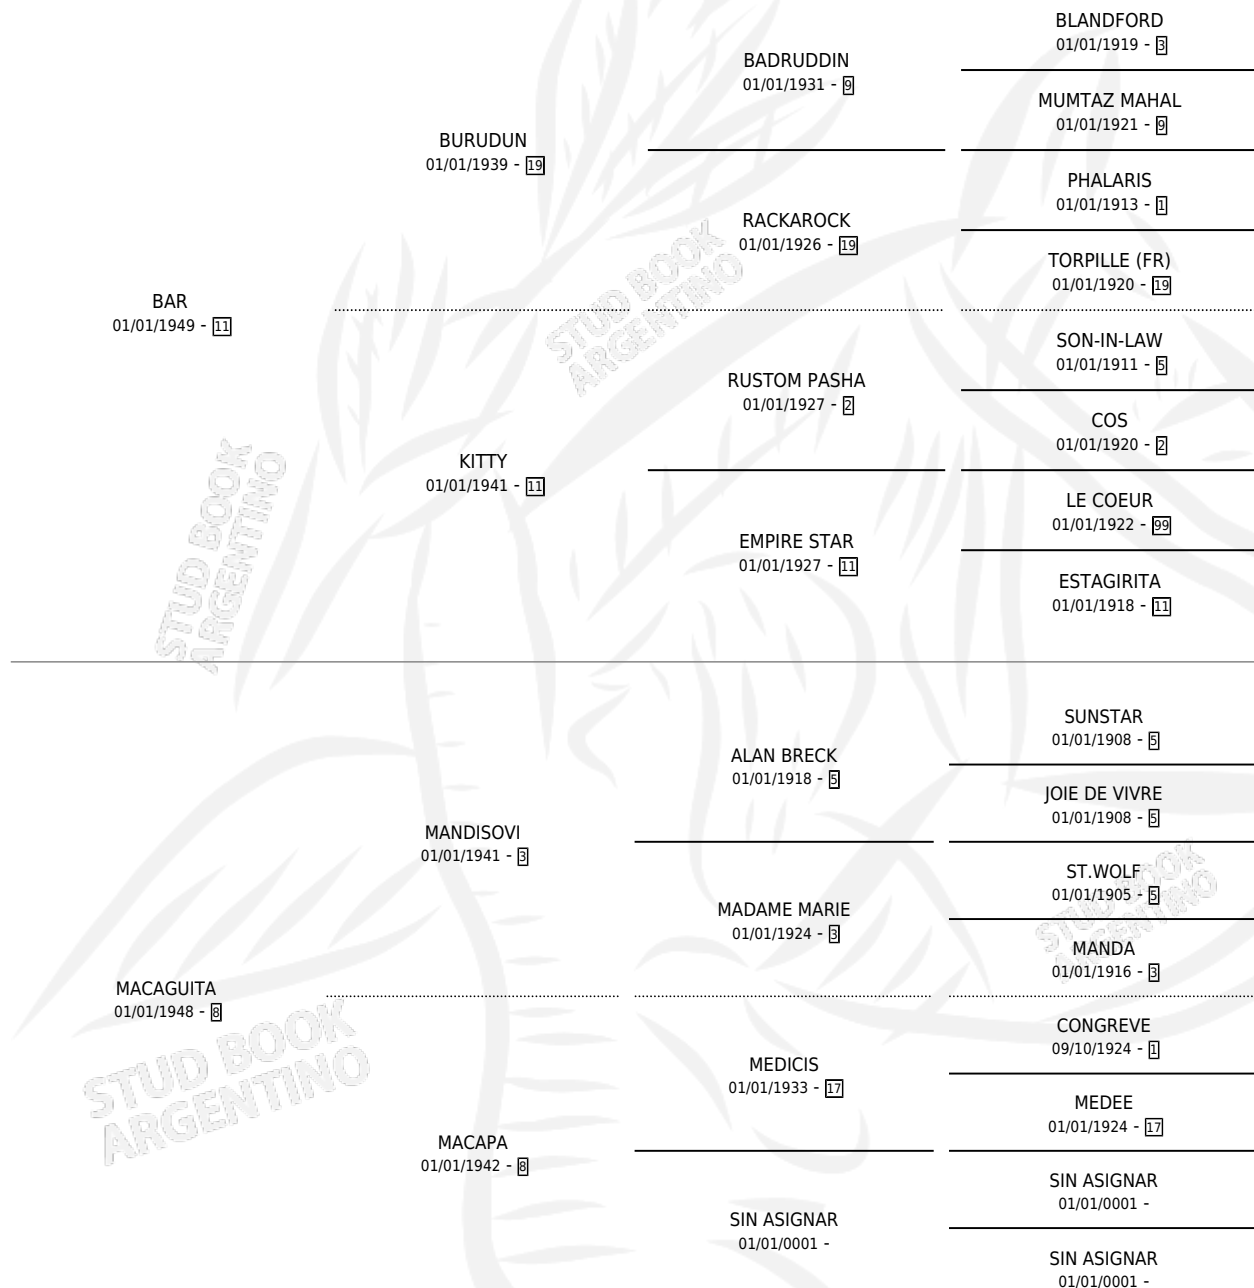 BLANDFORD
01/01/1919 - 3
BADRUDDIN
01/01/1931 - 9
MUMTAZ MAHAL
01/01/1921 - 9
BURUDUN
01/01/1939 - 19
PHALARIS
01/01/1913 - 1
RACKAROCK
01/01/1926 - 19
TORPILLE (FR)
01/01/1920 - 19
BAR
01/01/1949 - 11
SON-IN-LAW
01/01/1911 - 5
RUSTOM PASHA
01/01/1927 - 2
COS
01/01/1920 - 2
KITTY
01/01/1941 - 11
LE COEUR
01/01/1922 - 99
EMPIRE STAR
01/01/1927 - 11
ESTAGIRITA
01/01/1918 - 11
STUD BOOK
ARGENTINO
STUD BOOK
ARGENTINO
SUNSTAR
01/01/1908 - 5
ALAN BRECK
01/01/1918 - 5
JOIE DE VIVRE
01/01/1908 - 5
MANDISOVI
01/01/1941 - 3
ST.WOLF
01/01/1905 - 5
MADAME MARIE
01/01/1924 - 3
MANDA
01/01/1916 - 3
MACAGUITA
01/01/1948 - 8
CONGREVE
09/10/1924 - 1
MEDICIS
01/01/1933 - 17
MEDEE
01/01/1924 - 17
MACAPA
01/01/1942 - 8
SIN ASIGNAR
01/01/0001 -
SIN ASIGNAR
01/01/0001 -
SIN ASIGNAR
01/01/0001 -
STUD BOOK
ARGENTINO
STUD BOOK
ARGENTINO